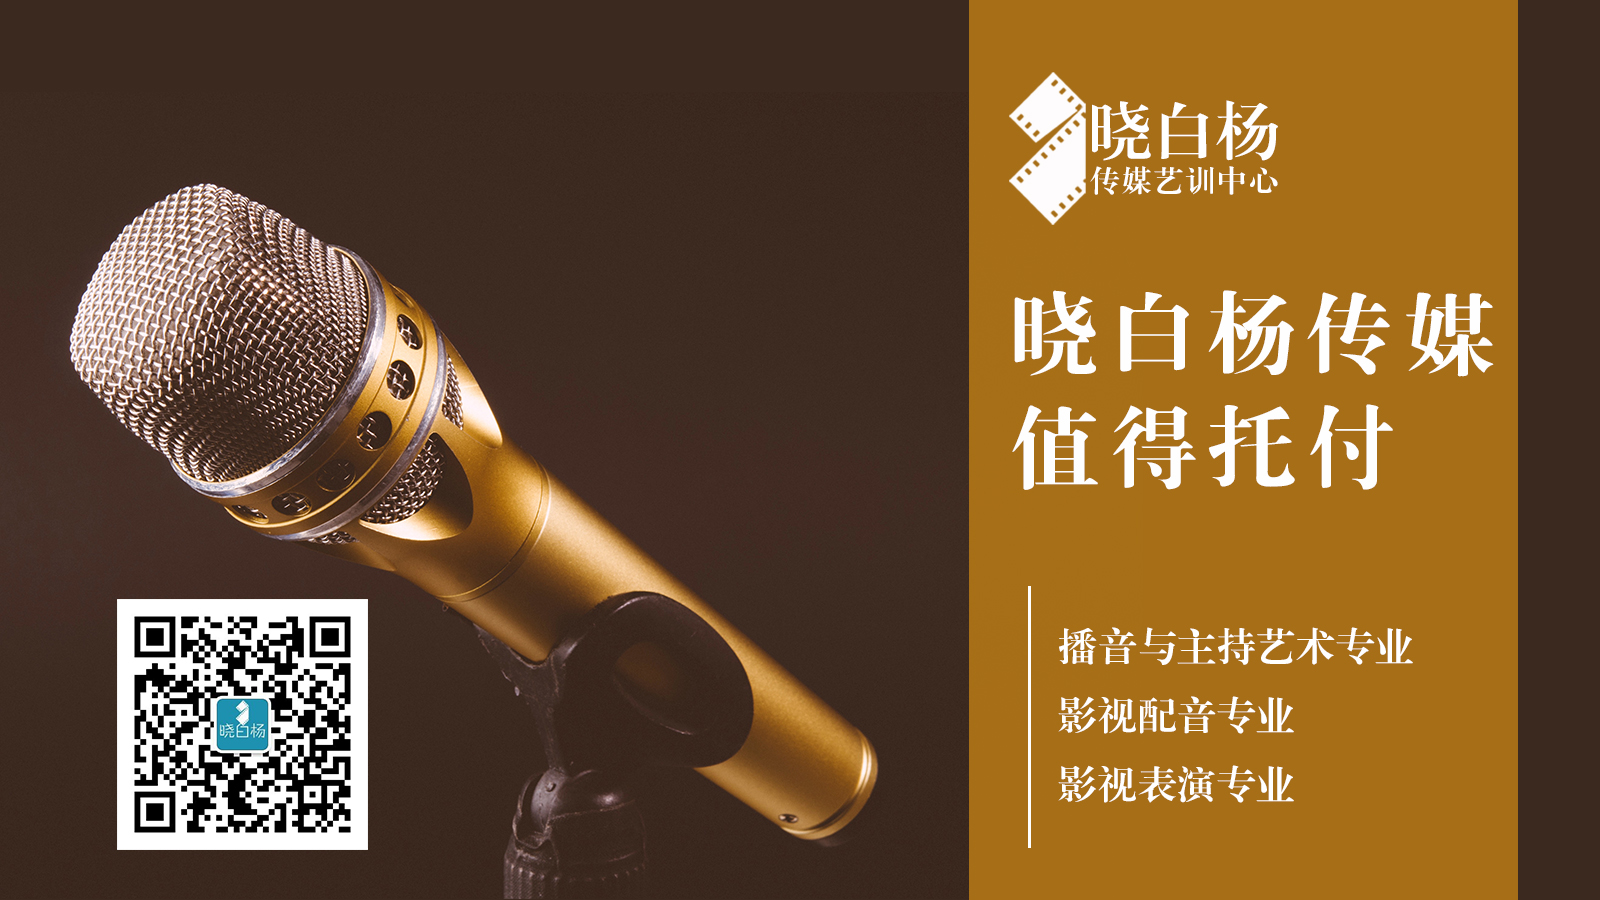 晓白杨
传媒艺训中心
晓白杨传媒
值得托付
播音与主持艺术专业
影视配音专业
影视表演专业
晓白杨